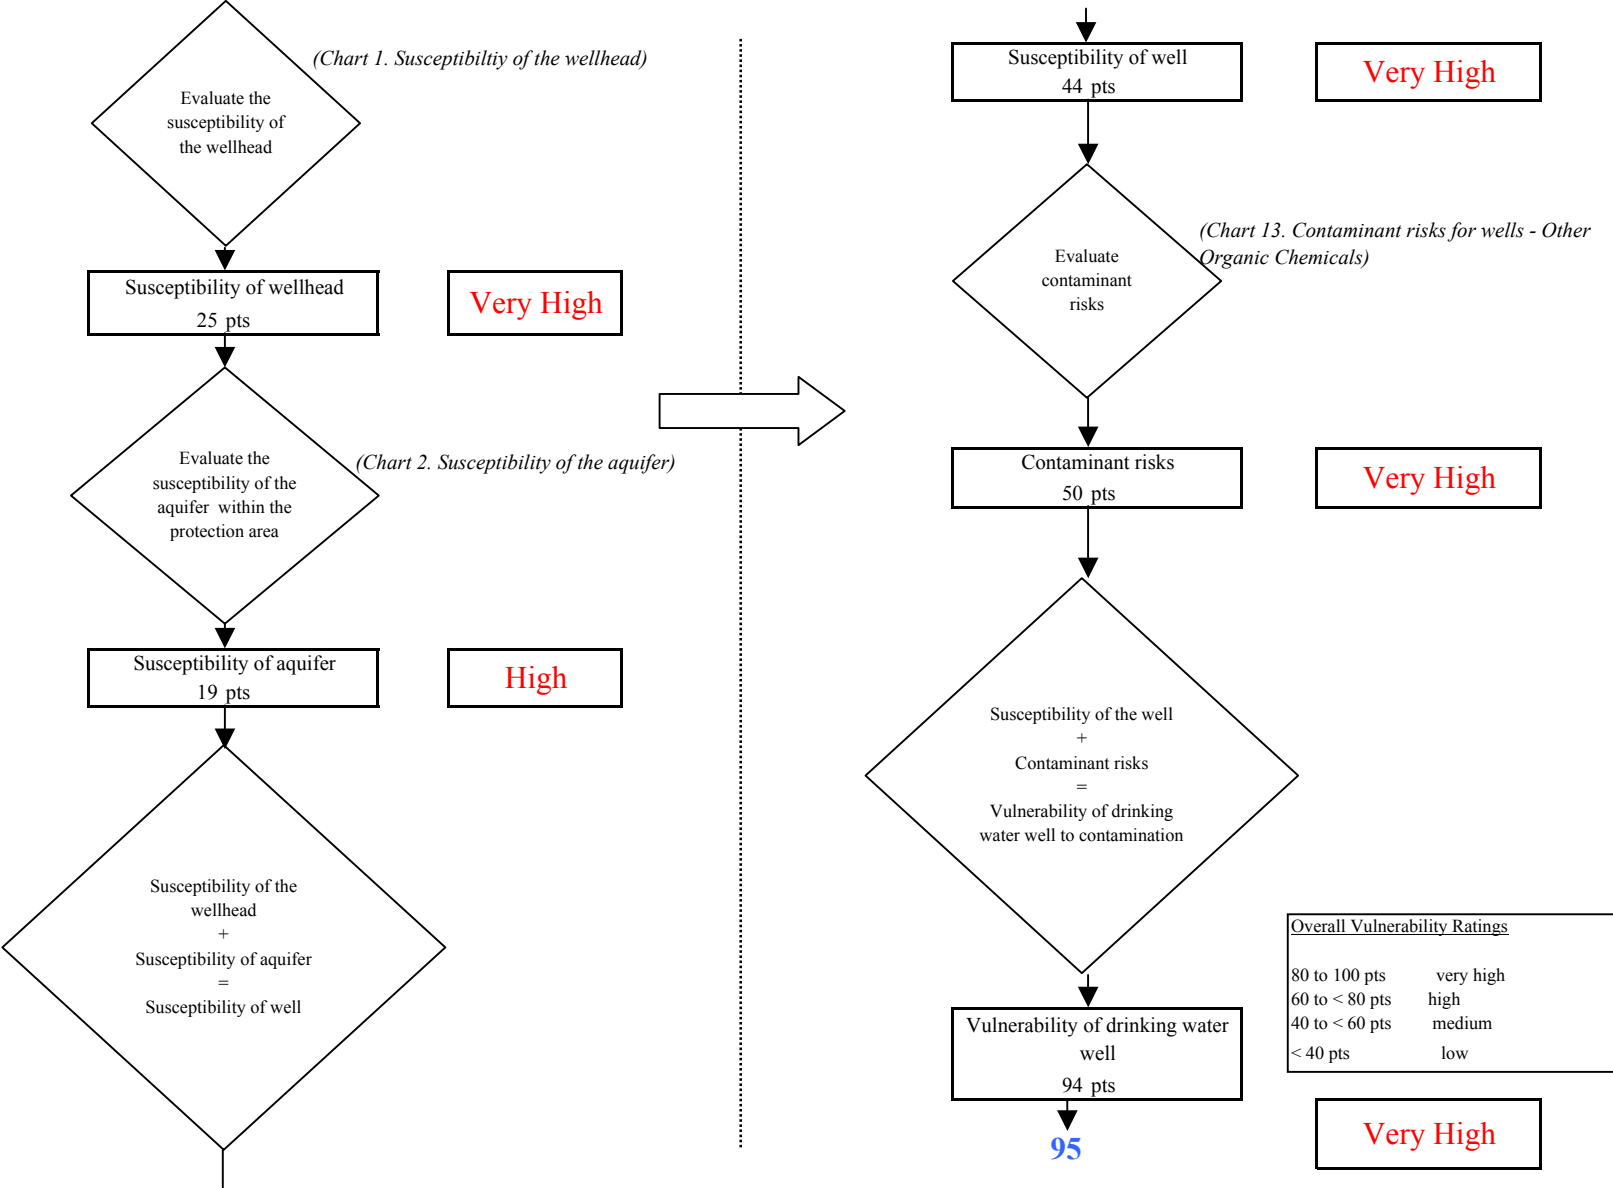 (Chart 1. Susceptibiltiy of the wellhead)
Evaluate the
susceptibility of
the wellhead
Susceptibility of wellhead
25 pts
Very High
Evaluate the
susceptibility of the
aquifer within the
protection area
(Chart 2. Susceptibility of the aquifer)
Susceptibility of aquifer
19 pts
High
Susceptibility of the
wellhead
+
Susceptibility of aquifer
=
Susceptibility of well
Susceptibility of well
44 pts
Very High
Evaluate
contaminant
risks
(Chart 13. Contaminant risks for wells - Other
Organic Chemicals)
Contaminant risks
50 pts
Very High
Susceptibility of the well
+
Contaminant risks
=
Vulnerability of drinking
water well to contamination
Overall Vulnerability Ratings
80 to 100 pts very high
60 to < 80 pts high
40 to < 60 pts medium
< 40 pts low
Vulnerability of drinking water
well
94 pts
Very High
95